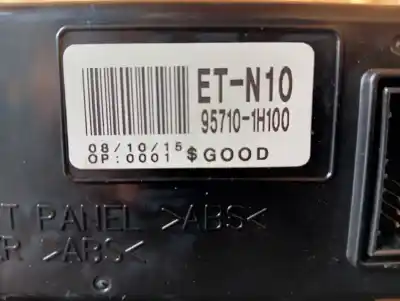 ET-N10
95710-1H100
08/10/15
OP:0001 $GOOD
T PANEL >ABS<
R >ABS<